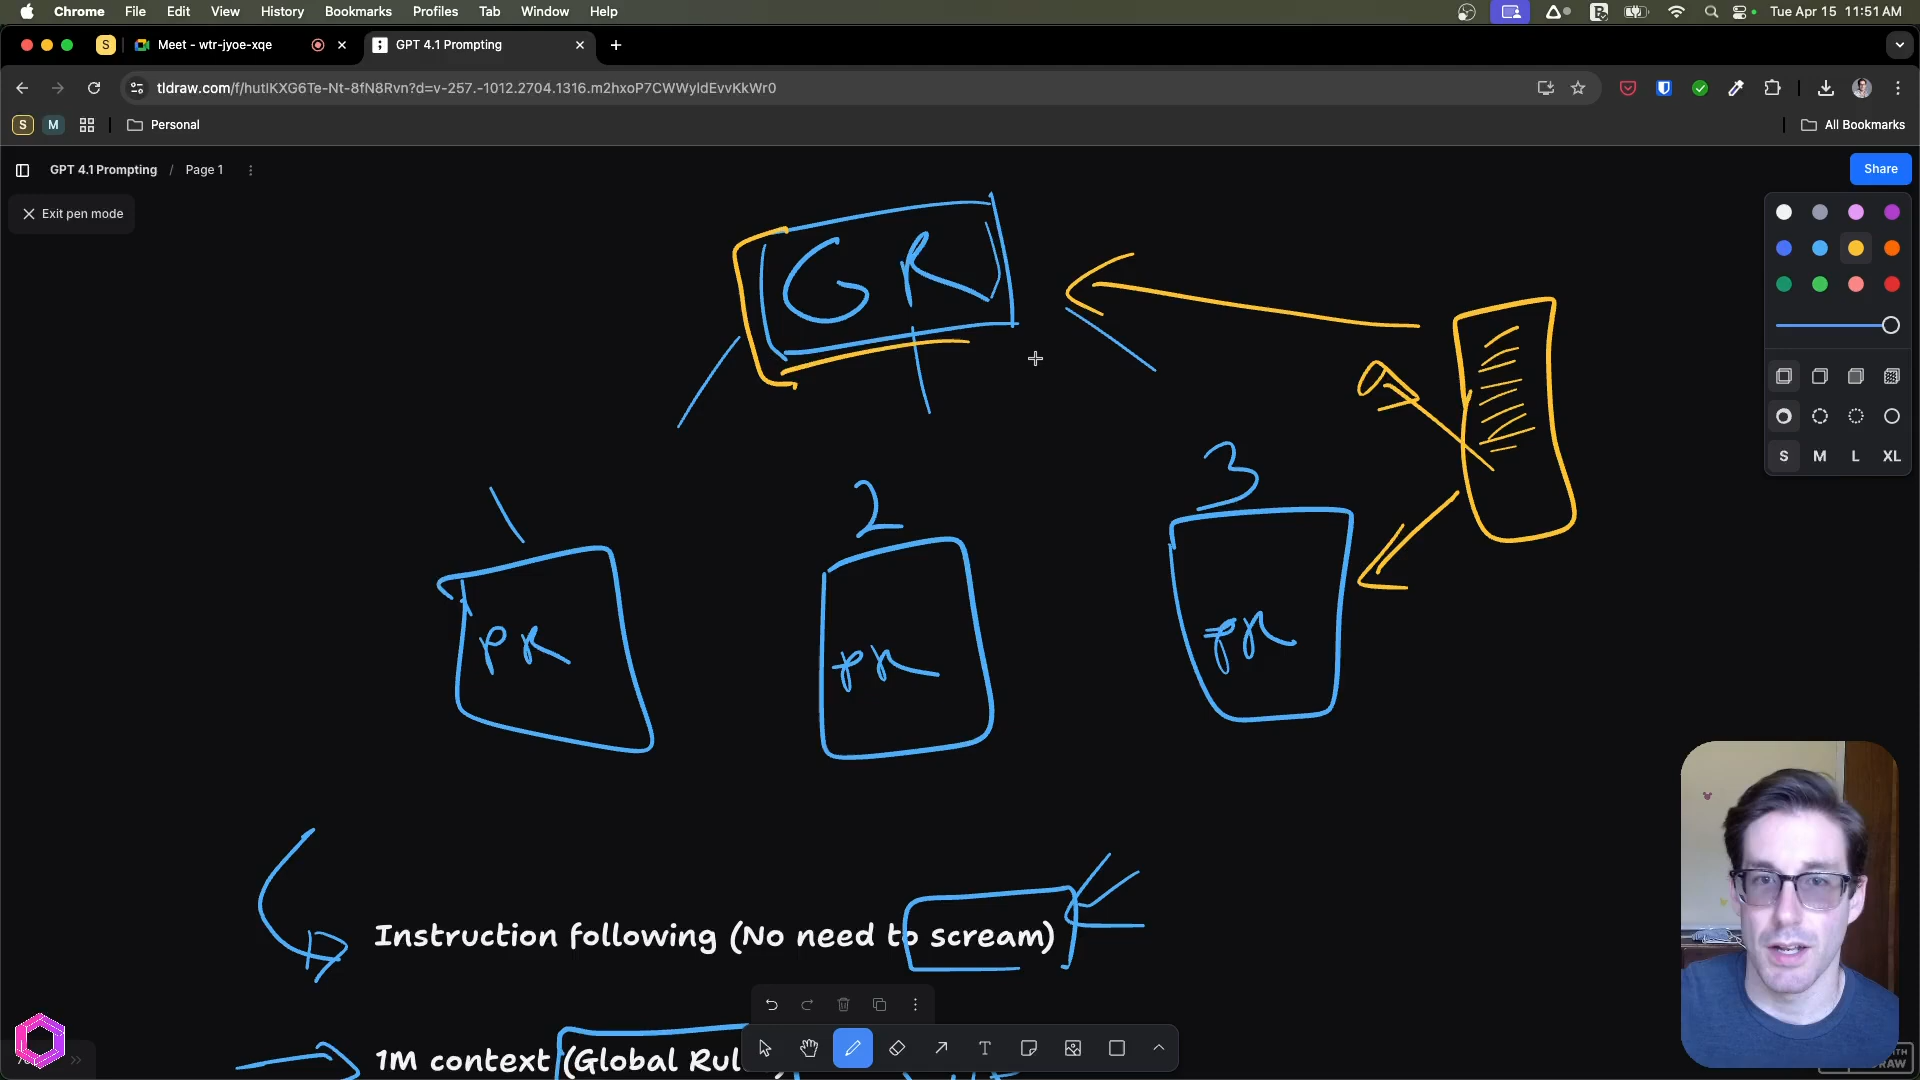 Chrome File Edit View History Bookmarks Profiles Tab Window Help Tue Apr 15 11:51 AM
S Meet - wtr-jyoe-xqe GPT 4.1 Prompting
tldraw.com/f/hutIKXG6Te-Nt-8fN8Rvn?d=v-257.-1012.2704.1316.m2hxoP7CWWyIdEvvKkWr0
S M Personal All Bookmarks
GPT 4.1 Prompting / Page 1 Share
Exit pen mode
GR
S M L XL
1 2 3
PR PR PR
Instruction following (No need to scream)
1M context (Global Rul